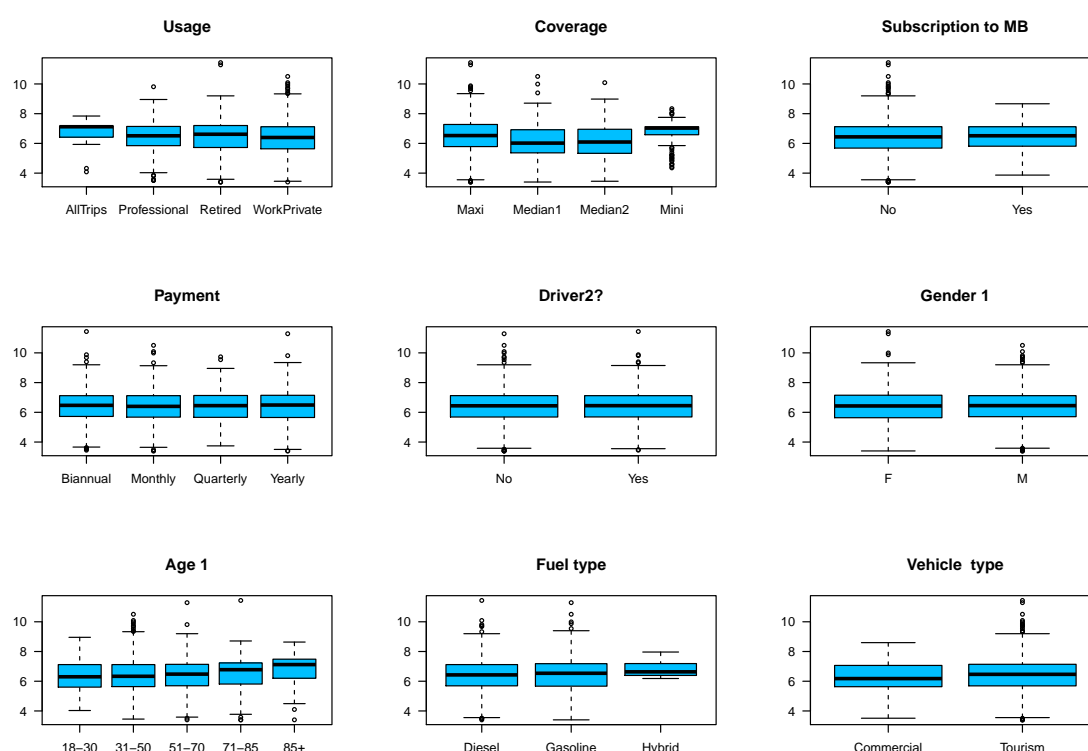 Usage
Coverage
Subscription to MB
10
8
6
4
AllTrips Professional Retired WorkPrivate
10
8
6
4
Maxi Median1 Median2 Mini
10
8
6
4
No Yes
Payment
Driver2?
Gender 1
10
8
6
4
Biannual Monthly Quarterly Yearly
10
8
6
4
No Yes
10
8
6
4
F M
Age 1
Fuel type
Vehicle type
10
8
6
4
18−30 31−50 51−70 71−85 85+
10
8
6
4
Diesel Gasoline Hybrid
10
8
6
4
Commercial Tourism